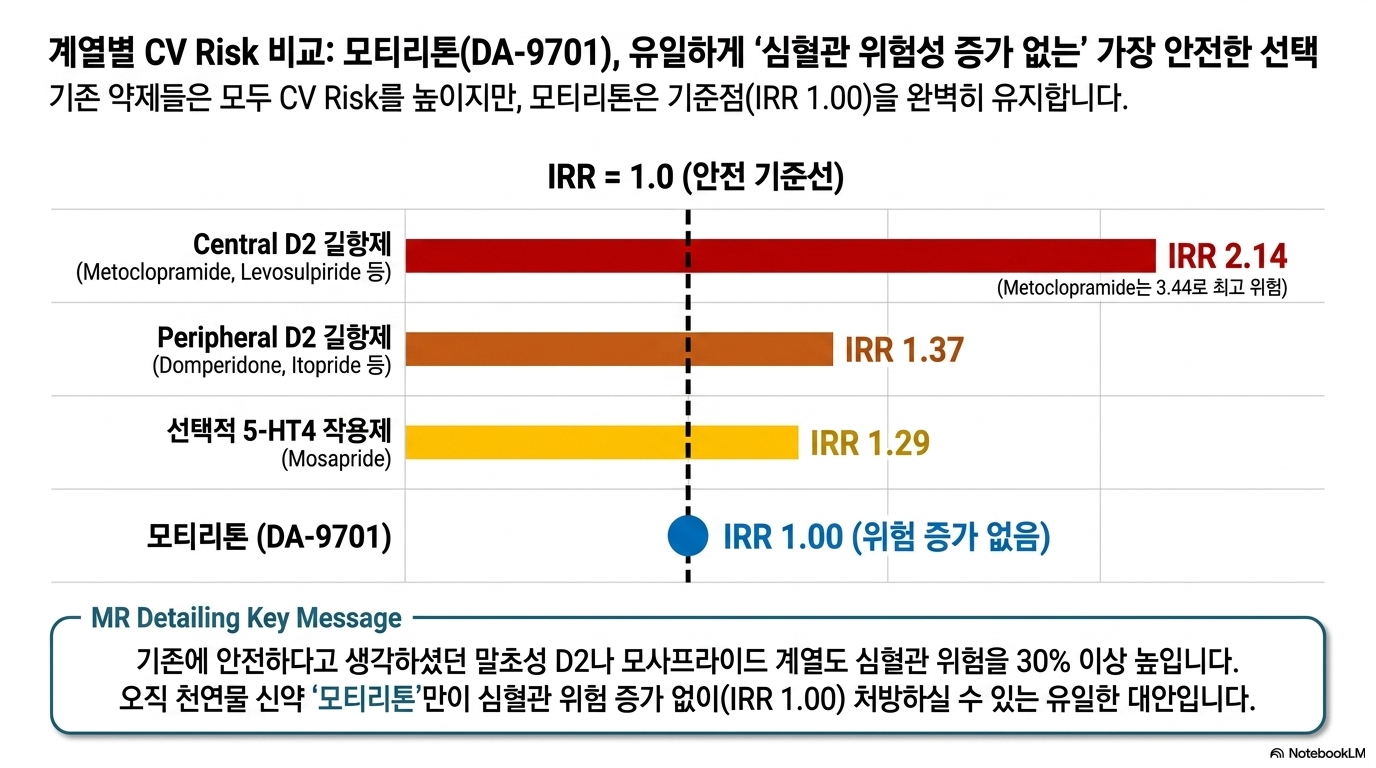 계열별 CV Risk 비교: 모티리톤(DA-9701), 유일하게 ‘심혈관 위험성 증가 없는’ 가장 안전한 선택
기존 약제들은 모두 CV Risk를 높이지만, 모티리톤은 기준점(IRR 1.00)을 완벽히 유지합니다.
IRR = 1.0 (안전 기준선)
Central D2 길항제
(Metoclopramide, Levosulpiride 등)
IRR 2.14
(Metoclopramide는 3.44로 최고 위험)
Peripheral D2 길항제
(Domperidone, Itopride 등)
IRR 1.37
선택적 5-HT4 작용제
(Mosapride)
IRR 1.29
모티리톤 (DA-9701)
IRR 1.00 (위험 증가 없음)
MR Detailing Key Message
기존에 안전하다고 생각하셨던 말초성 D2나 모사프라이드 계열도 심혈관 위험을 30% 이상 높입니다.
오직 천연물 신약 ‘모티리톤’만이 심혈관 위험 증가 없이(IRR 1.00) 처방하실 수 있는 유일한 대안입니다.
NotebookLM